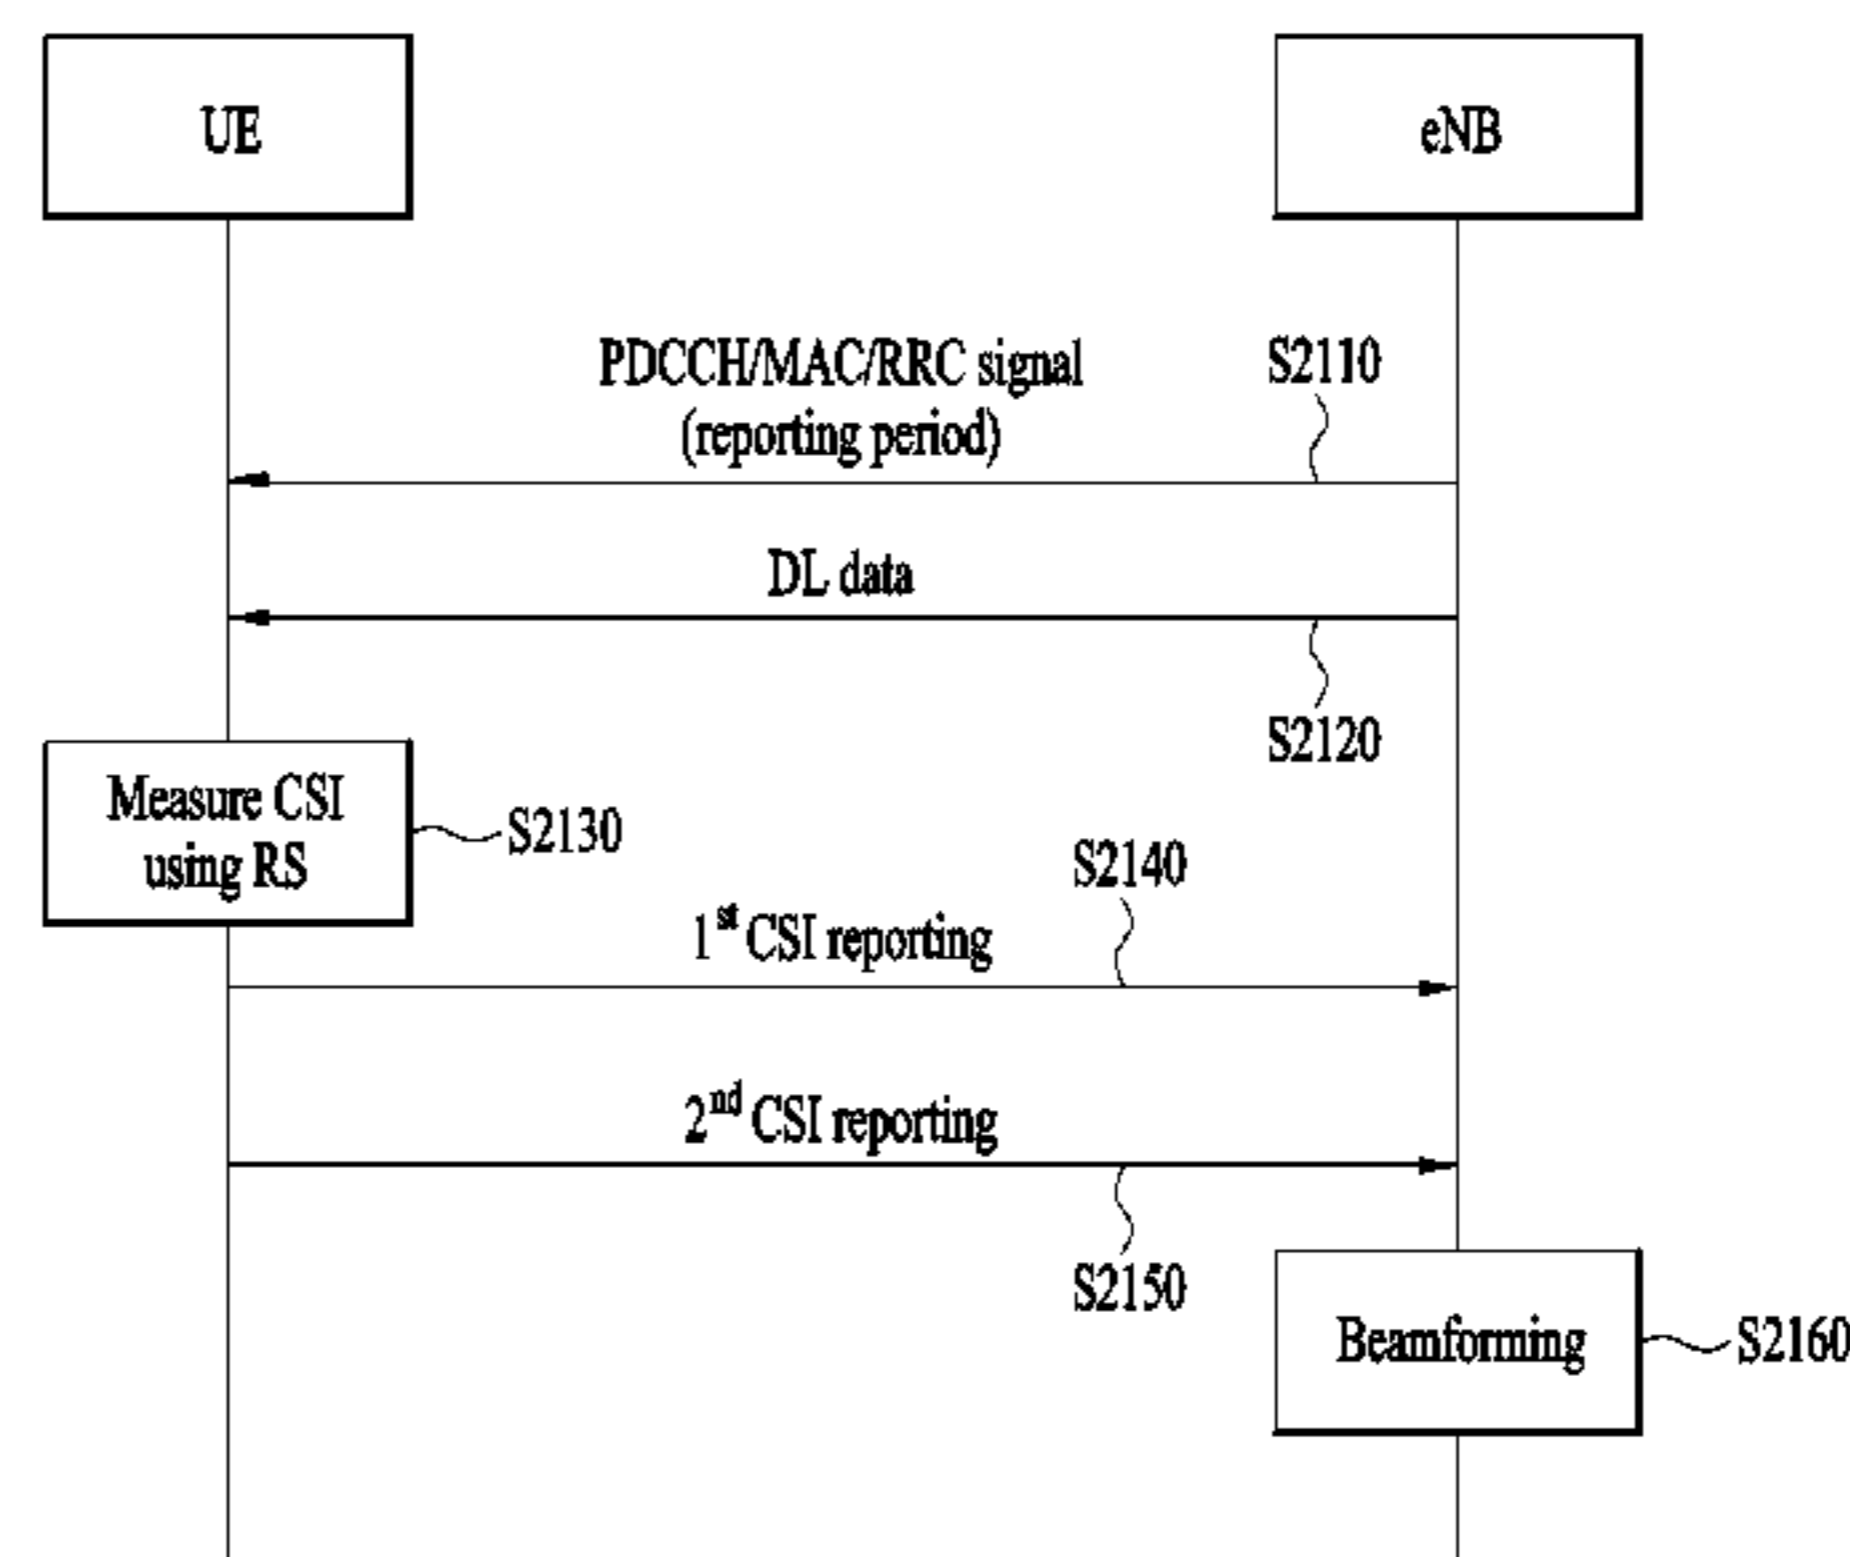 UE
eNB
PDCCH/MAC/RRC signal
(reporting period)
S2110
DL data
S2120
Measure CSI
using RS
S2130
S2140
1st CSI reporting
2nd CSI reporting
S2150
Beamforming
S2160